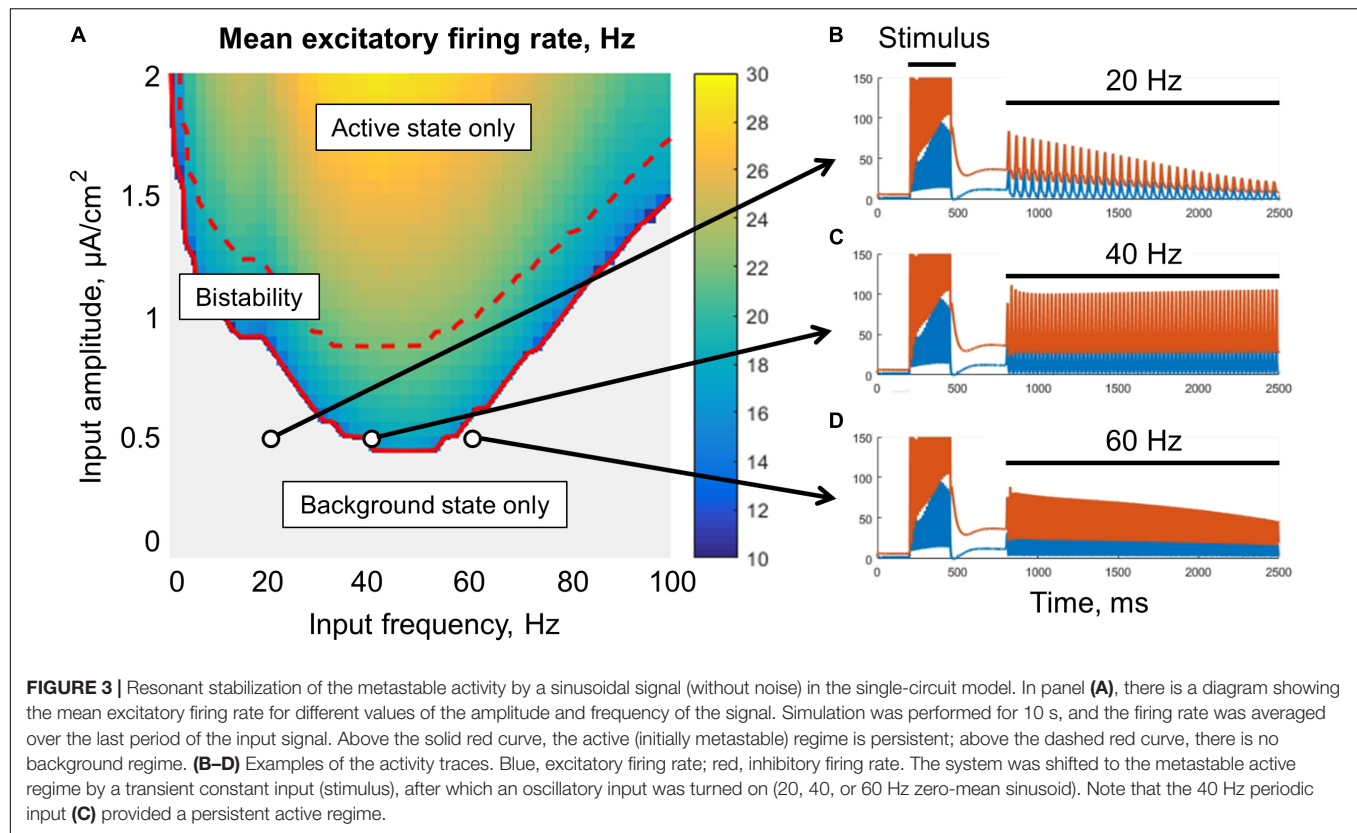 A
Mean excitatory firing rate, Hz
2
1.5
1
0.5
0
Input amplitude, µA/cm²
Active state only
Bistability
Background state only
0 20 40 60 80 100
Input frequency, Hz
30
28
26
24
22
20
18
16
14
12
10
B
Stimulus
20 Hz
150
100
50
0
0 500 1000 1500 2000 2500
C
40 Hz
150
100
50
0
0 500 1000 1500 2000 2500
D
60 Hz
150
100
50
0
0 500 1000 1500 2000 2500
Time, ms
FIGURE 3 | Resonant stabilization of the metastable activity by a sinusoidal signal (without noise) in the single-circuit model. In panel (A), there is a diagram showing
the mean excitatory firing rate for different values of the amplitude and frequency of the signal. Simulation was performed for 10 s, and the firing rate was averaged
over the last period of the input signal. Above the solid red curve, the active (initially metastable) regime is persistent; above the dashed red curve, there is no
background regime. (B–D) Examples of the activity traces. Blue, excitatory firing rate; red, inhibitory firing rate. The system was shifted to the metastable active
regime by a transient constant input (stimulus), after which an oscillatory input was turned on (20, 40, or 60 Hz zero-mean sinusoid). Note that the 40 Hz periodic
input (C) provided a persistent active regime.